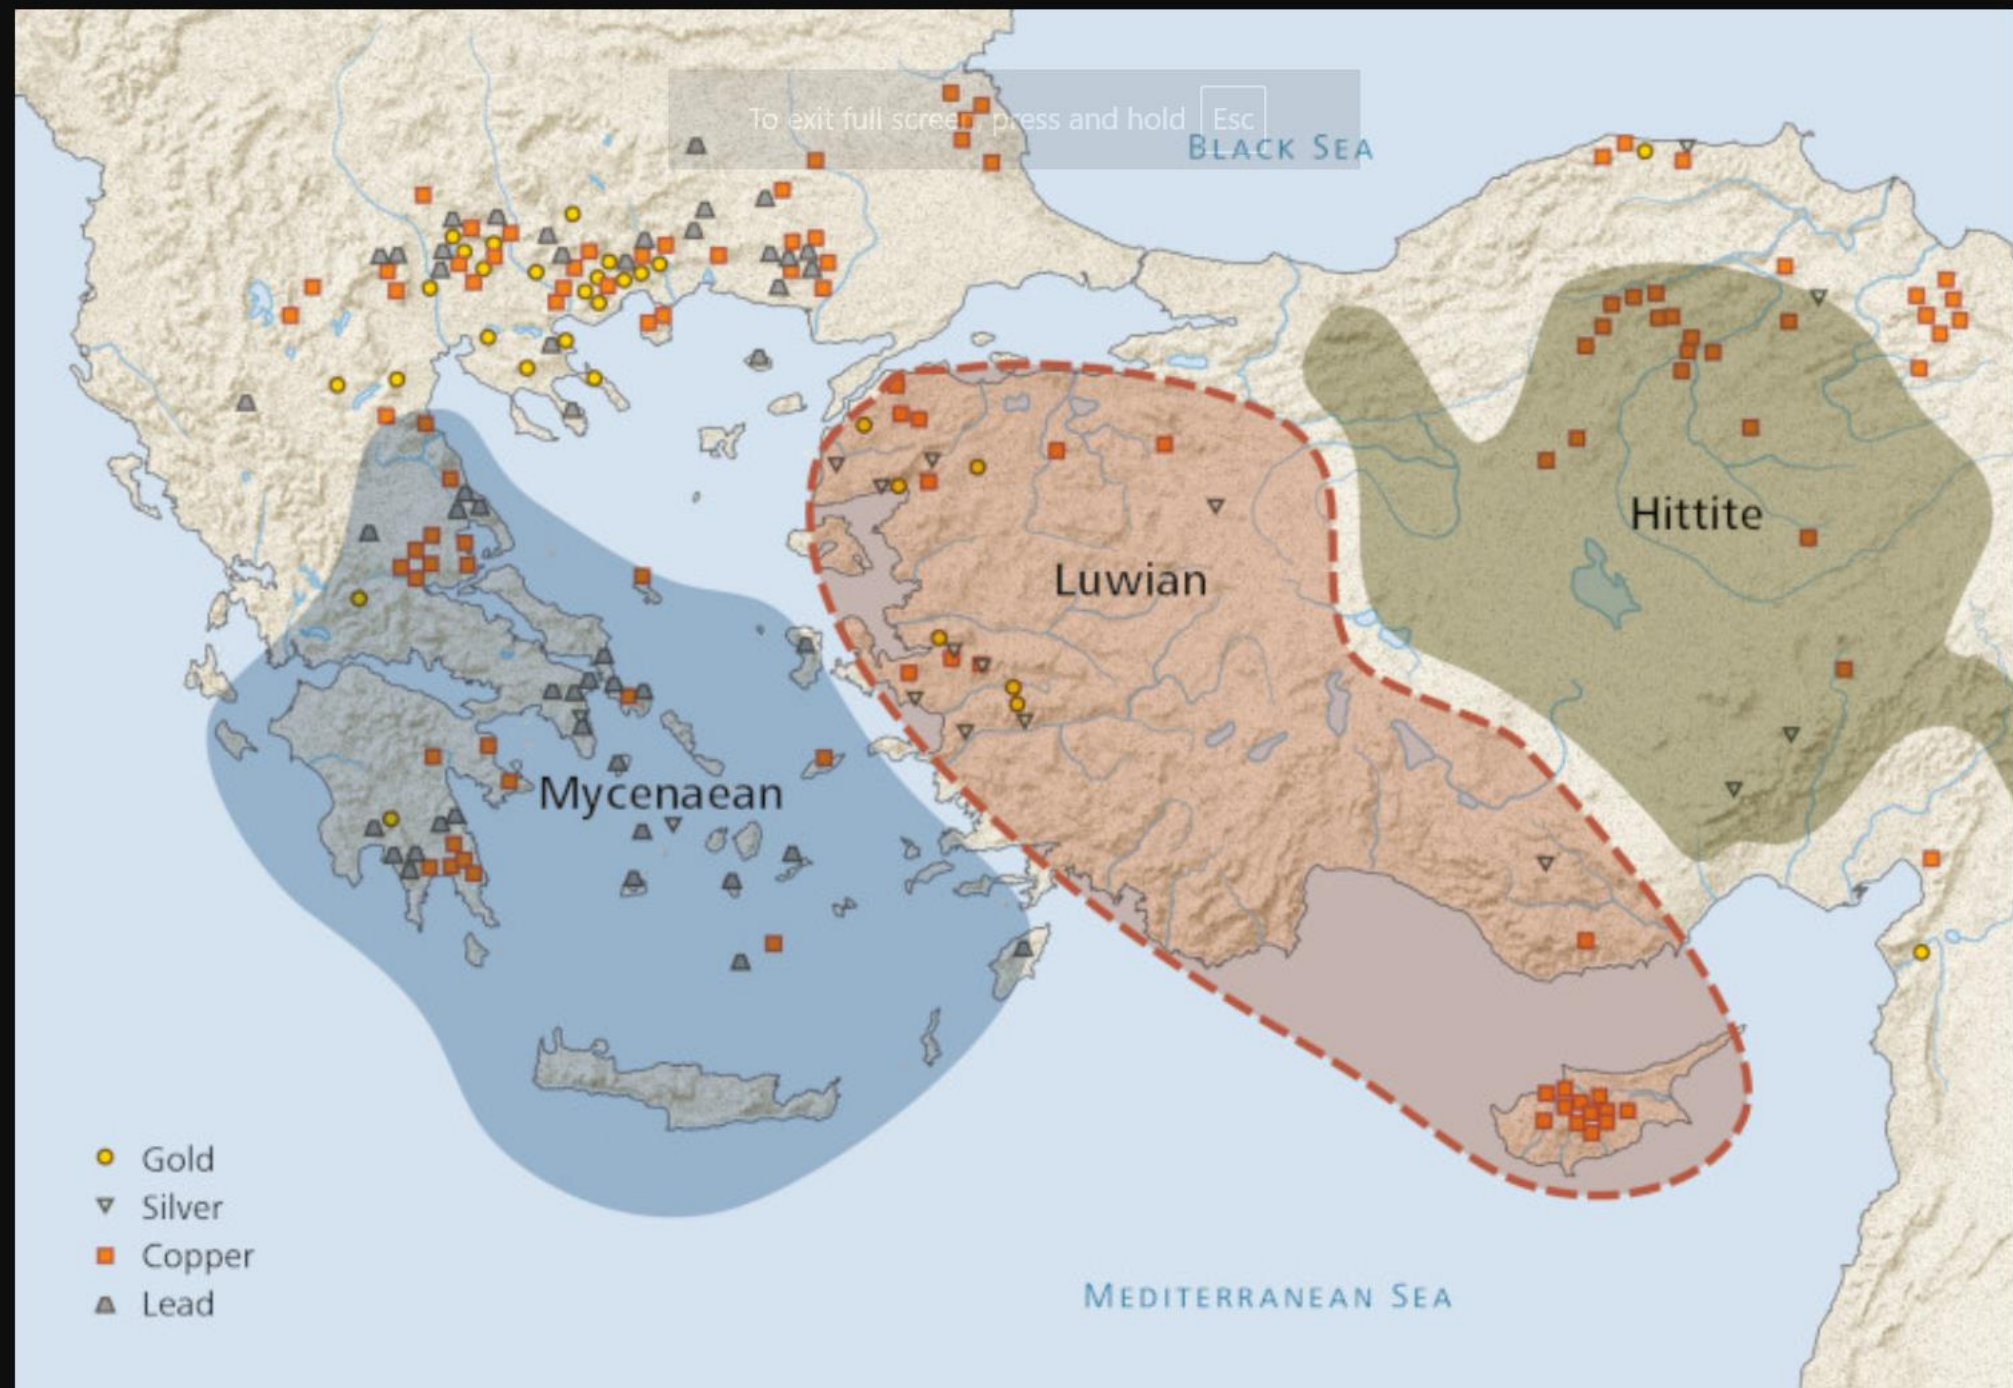 To exit full screen, press and hold Esc
BLACK SEA
Hittite
Luwian
Mycenaean
Gold
Silver
Copper
Lead
MEDITERRANEAN SEA